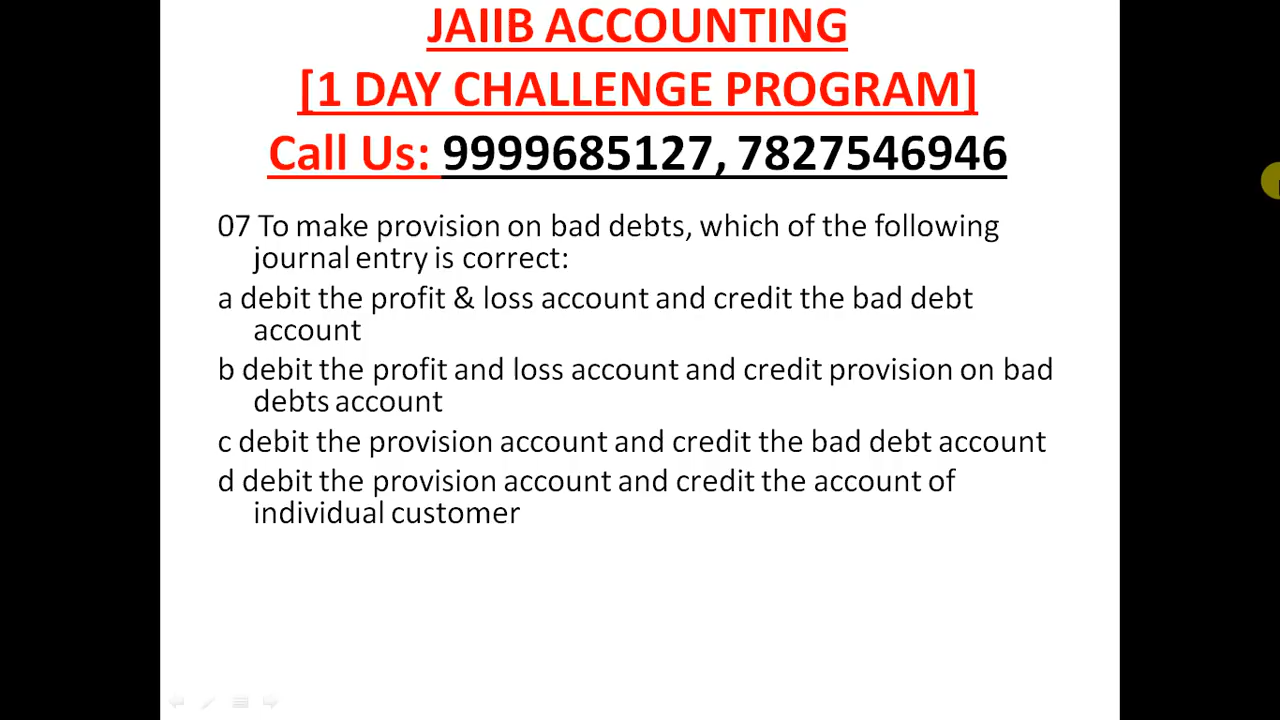 JAIIB ACCOUNTING
[1 DAY CHALLENGE PROGRAM]
Call Us: 9999685127, 7827546946
07 To make provision on bad debts, which of the following
journal entry is correct:
a debit the profit & loss account and credit the bad debt
account
b debit the profit and loss account and credit provision on bad
debts account
c debit the provision account and credit the bad debt account
d debit the provision account and credit the account of
individual customer